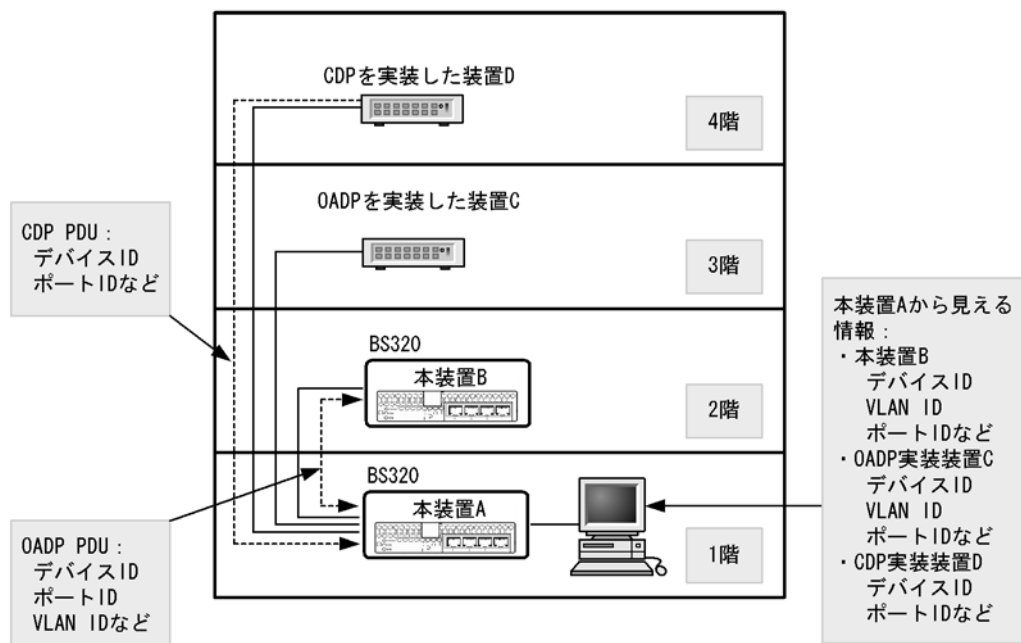 CDPを実装した装置D
4階
OADPを実装した装置C
3階
CDP PDU：
デバイスID
ポートIDなど
BS320
本装置B
2階
BS320
本装置A
1階
OADP PDU：
デバイスID
ポートID
VLAN IDなど
本装置Aから見える
情報：
・本装置B
デバイスID
VLAN ID
ポートIDなど
・OADP実装装置C
デバイスID
VLAN ID
ポートIDなど
・CDP実装装置D
デバイスID
ポートIDなど